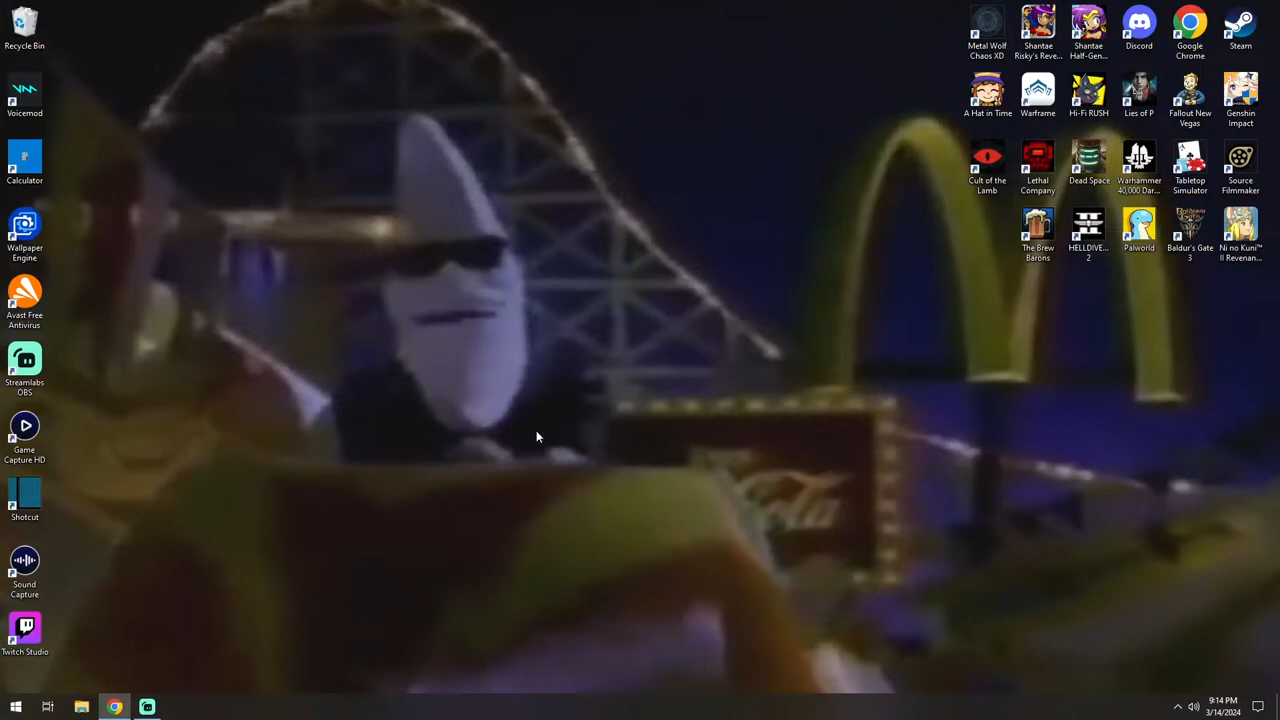 Recycle Bin
Voicemod
Calculator
Wallpaper
Engine
Avast Free
Antivirus
Streamlabs
OBS
Game
Capture HD
Shotcut
Sound
Capture
Twitch Studio
Metal Wolf
Chaos XD
Shantae
Risky's Reve...
Shantae
Half-Gen...
Discord
Google
Chrome
Steam
A Hat in Time
Warframe
Hi-Fi RUSH
Lies of P
Fallout New
Vegas
Genshin
Impact
Cult of the
Lamb
Lethal
Company
Dead Space
Warhammer
40,000 Dar...
Tabletop
Simulator
Source
Filmmaker
The Brew
Barons
HELLDIVE...
2
Palworld
Baldur's Gate
3
Ni no Kuni™
II Revenan...
9:14 PM
3/14/2024